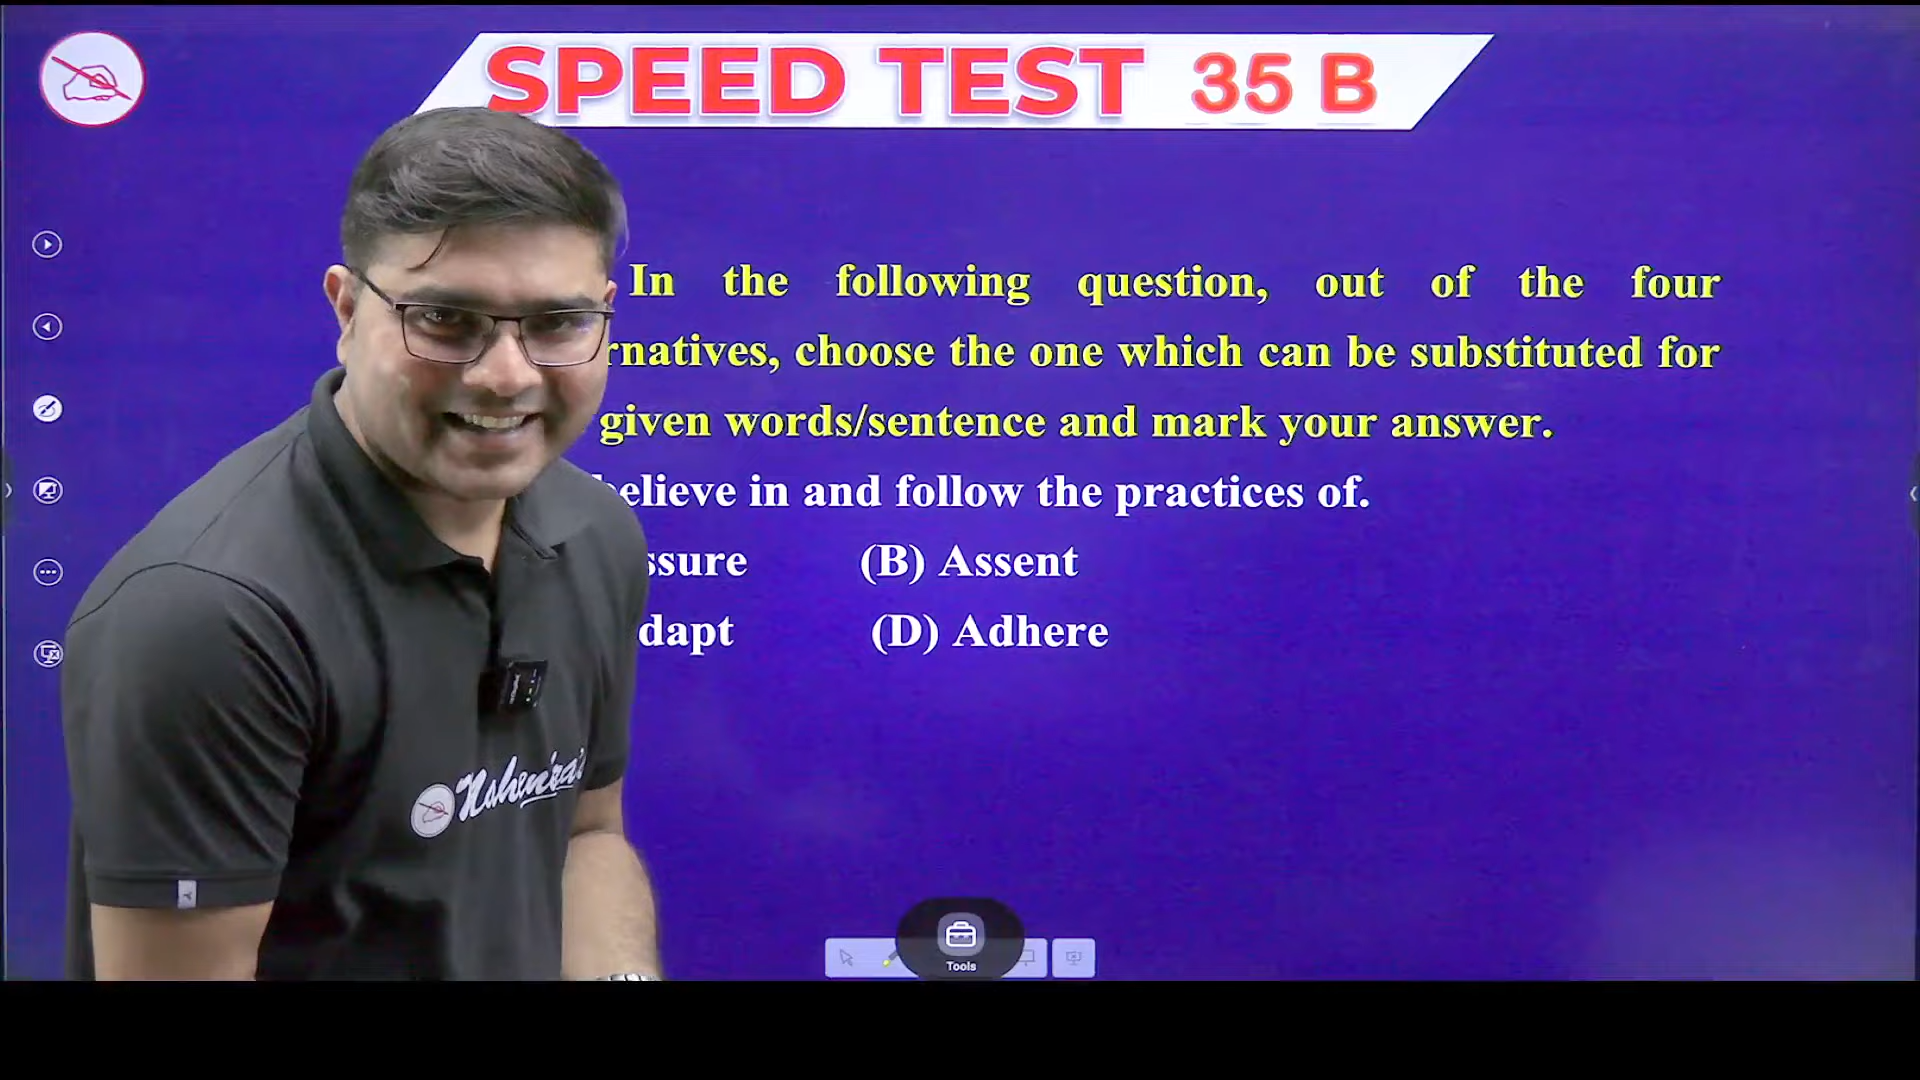 SPEED TEST 35 B
In the following question, out of the four
rnatives, choose the one which can be substituted for
given words/sentence and mark your answer.
believe in and follow the practices of.
ssure (B) Assent
dapt (D) Adhere
Tools